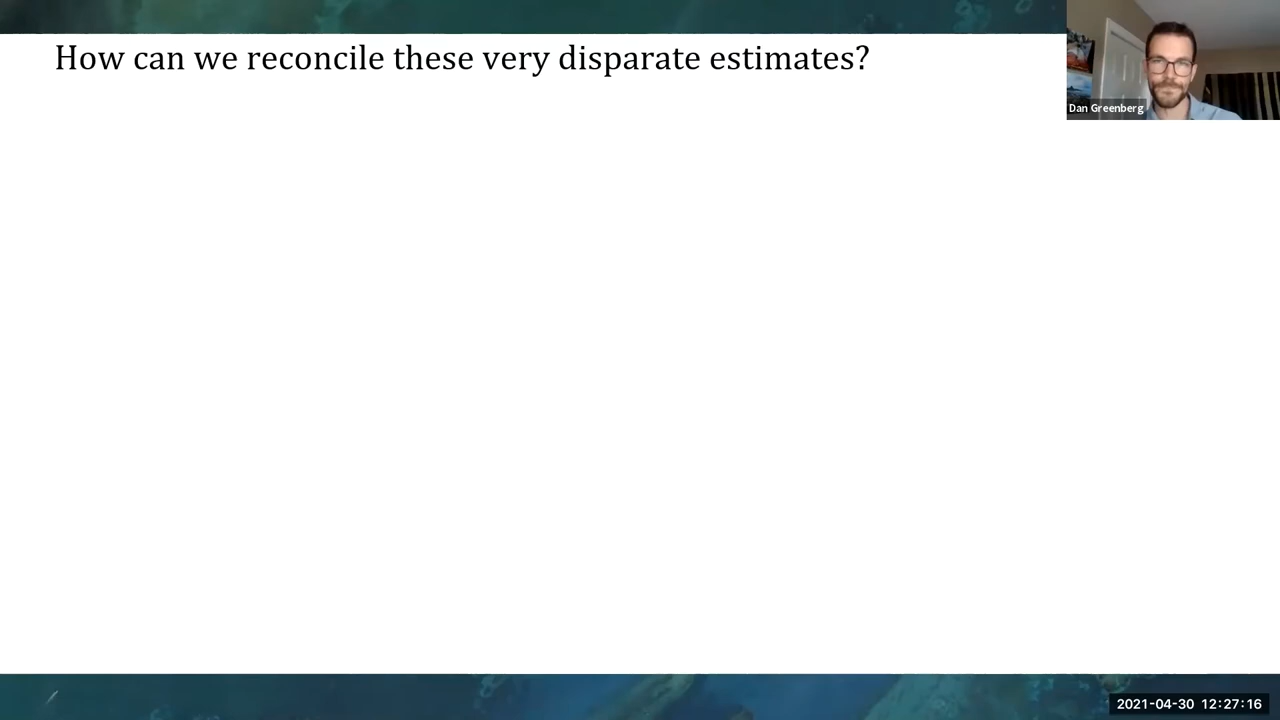 How can we reconcile these very disparate estimates?
Dan Greenberg
2021-04-30 12:27:16